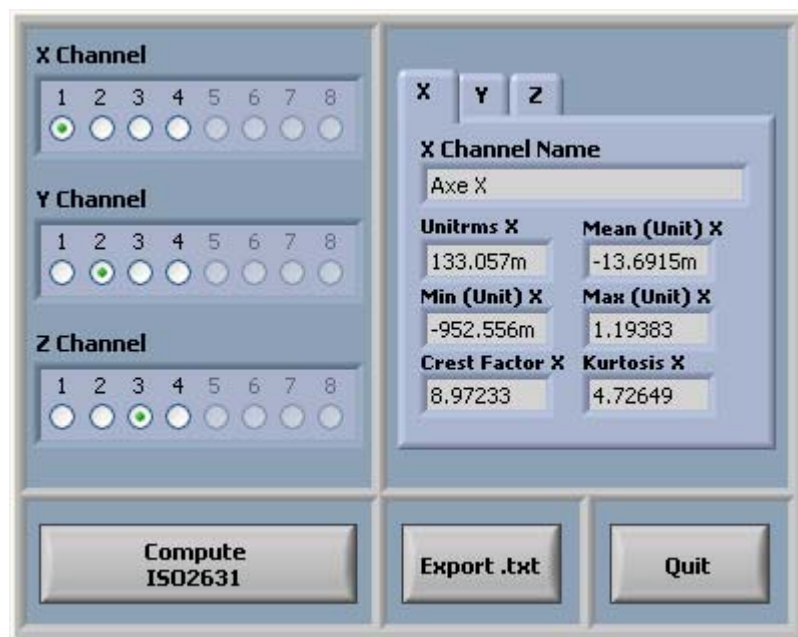 X Channel
1 2 3 4 5 6 7 8
Y Channel
1 2 3 4 5 6 7 8
Z Channel
1 2 3 4 5 6 7 8
X Y Z
X Channel Name
Axe X
Unitrms X Mean (Unit) X
133.057m -13.6915m
Min (Unit) X Max (Unit) X
-952.556m 1.19383
Crest Factor X Kurtosis X
8.97233 4.72649
Compute
ISO2631
Export .txt
Quit